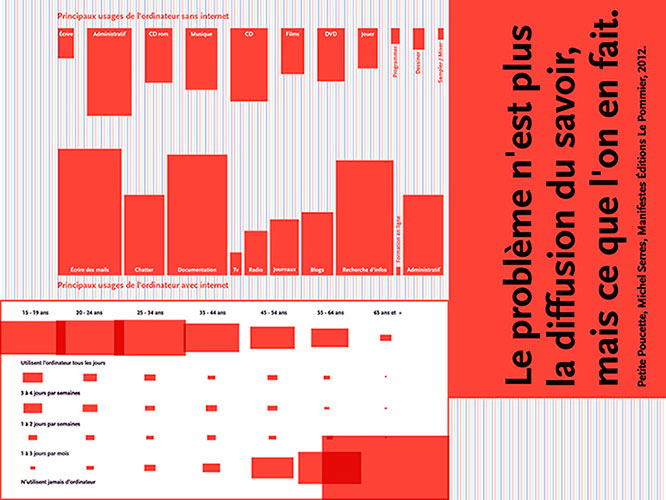 Principaux usages de l'ordinateur sans internet
Écrire
Administratif
CD rom
Musique
CD
Films
DVD
Jouer
Programmer
Dessiner
Sampler / Mixer
Écrire des mails
Chatter
Documentation
Tv
Radio
Journaux
Blogs
Recherche d'infos
Formation en ligne
Administratif
Principaux usages de l'ordinateur avec internet
15 - 19 ans
20 - 24 ans
25 - 34 ans
35 - 44 ans
45 - 54 ans
55 - 64 ans
65 ans et +
Utilisent l'ordinateur tous les jours
3 à 4 jours par semaines
1 à 2 jours par semaines
1 à 3 jours par mois
N'utilisent jamais d'ordinateur
Le problème n'est plus
la diffusion du savoir,
mais ce que l'on en fait.
Petite Poucette, Michel Serres, Manifestes Éditions Le Pommier, 2012.